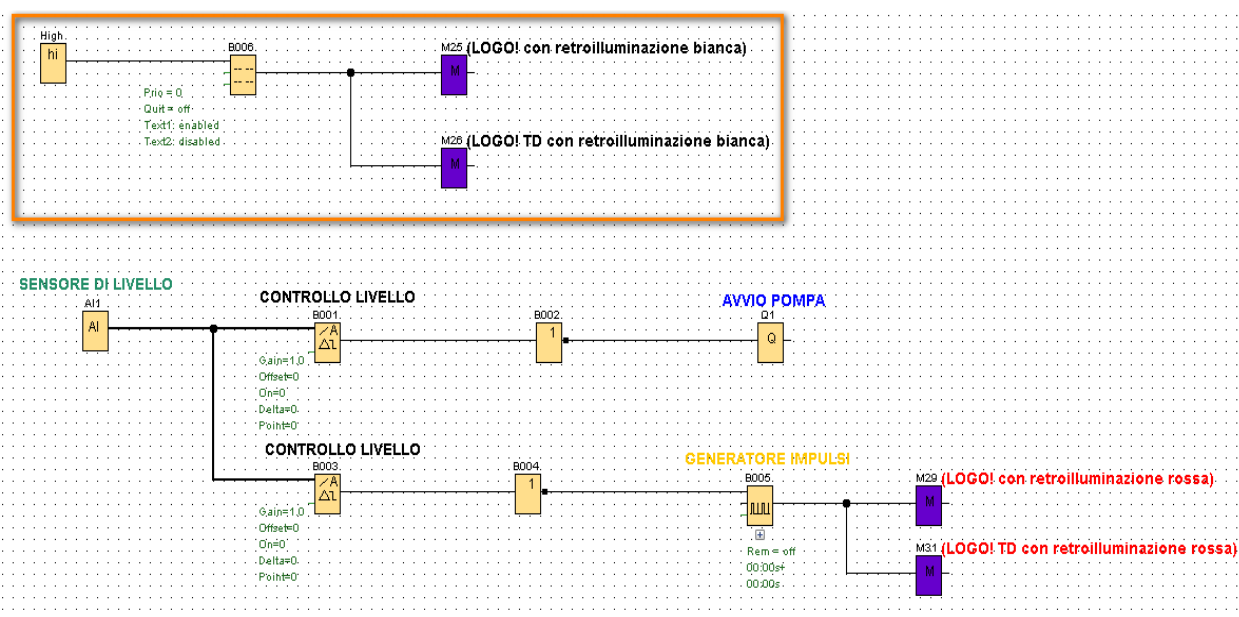 High
hi
B006
Prio = 0
Quit = off
Text1: enabled
Text2: disabled
M25 (LOGO! con retroilluminazione bianca)
M
M26 (LOGO! TD con retroilluminazione bianca)
M
SENSORE DI LIVELLO
AI1
AI
CONTROLLO LIVELLO
B001
/A
Gain=1.0
Offset=0
On=0
Delta=0
Point=0
B002
1
AVVIO POMPA
Q1
Q
CONTROLLO LIVELLO
B003
/A
Gain=1.0
Offset=0
On=0
Delta=0
Point=0
B004
1
GENERATORE IMPULSI
B005
Rem = off
00:00s+
00:00s
M29 (LOGO! con retroilluminazione rossa)
M
M31 (LOGO! TD con retroilluminazione rossa)
M